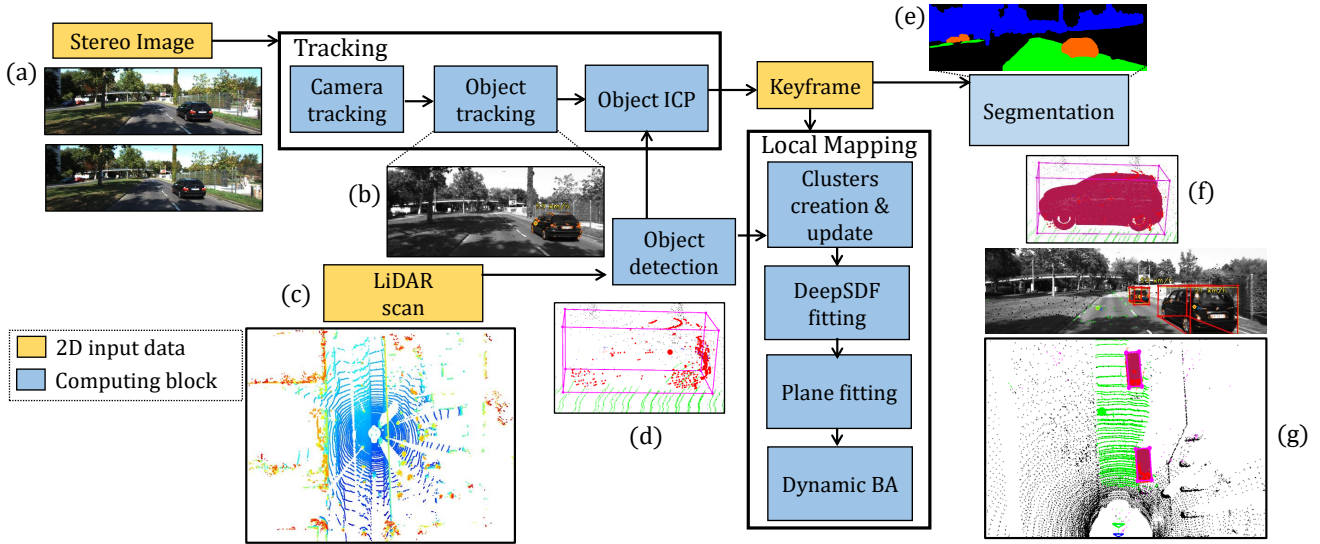 (e)
Stereo Image
Tracking
(a)
Camera
tracking
Object
tracking
Object ICP
Keyframe
Segmentation
Local Mapping
(b)
Clusters
creation &
update
(f)
Object
detection
(c)
LiDAR
scan
DeepSDF
fitting
2D input data
Computing block
Plane fitting
(d)
(g)
Dynamic BA